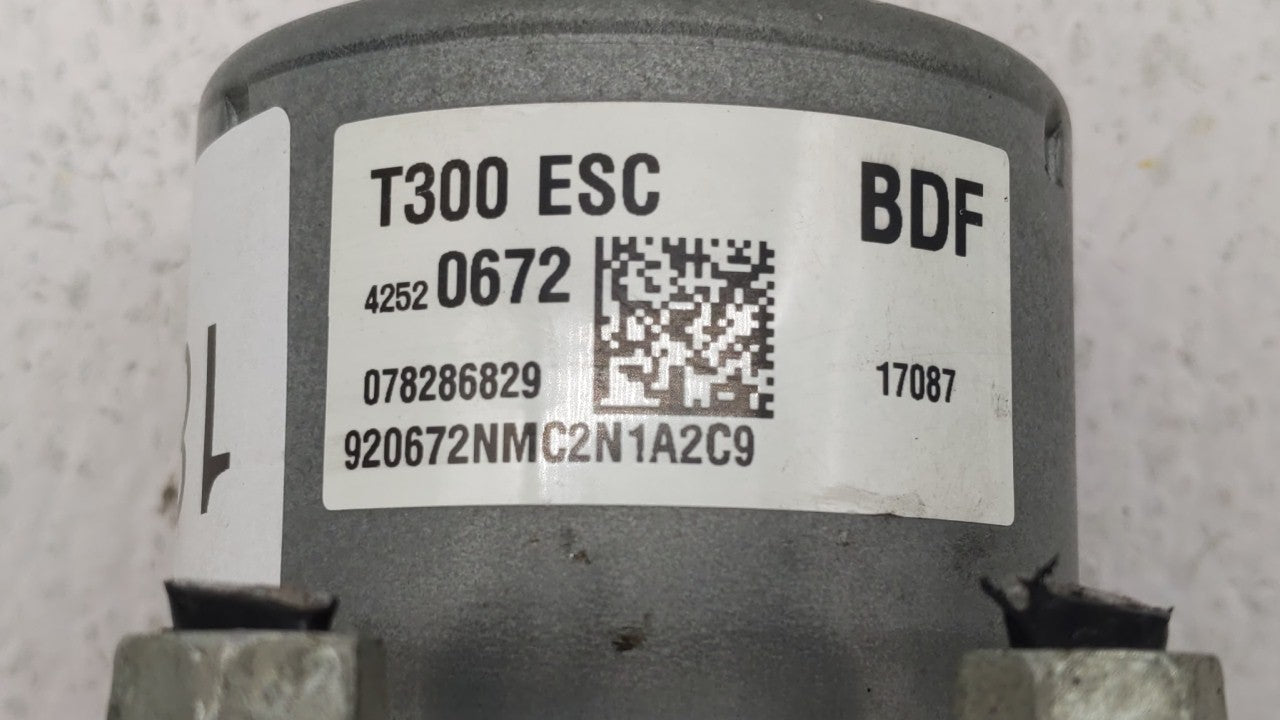 T300 ESC
BDF
4252 0672
078286829
17087
920672NMC2N1A2C9